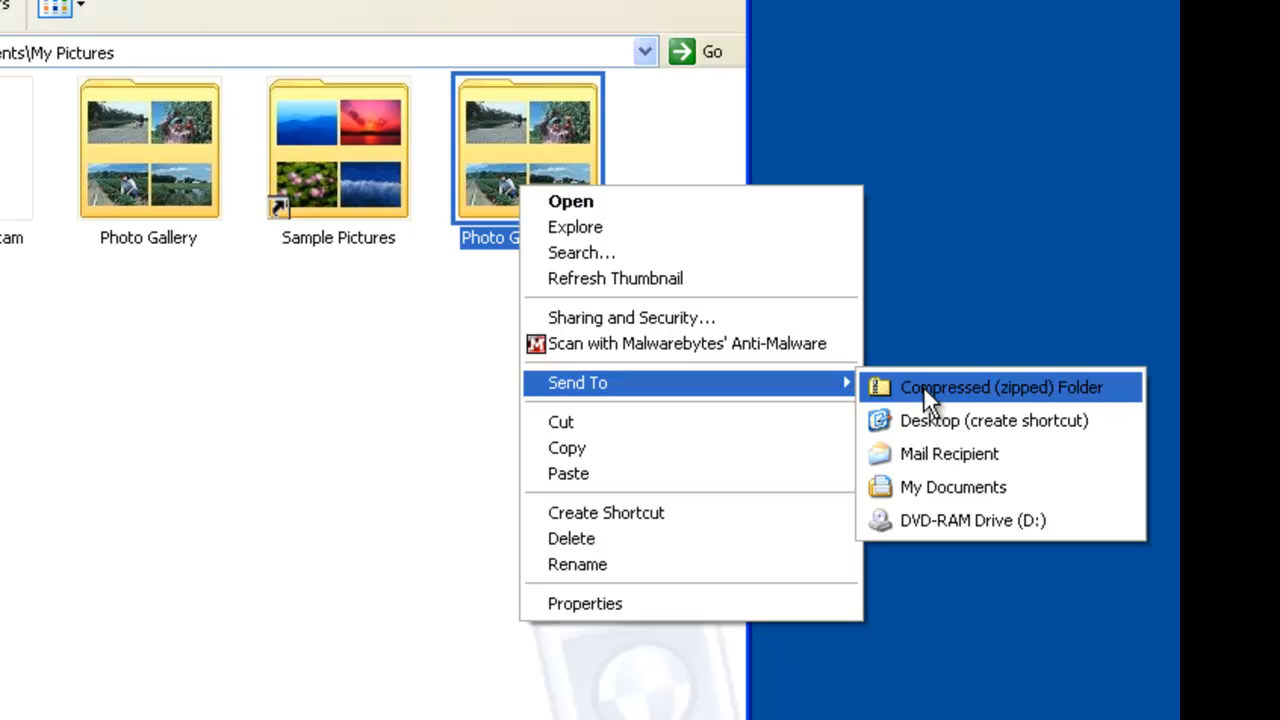 ents\My Pictures
Go
Photo Gallery
Sample Pictures
Photo G
Open
Explore
Search...
Refresh Thumbnail
Sharing and Security...
Scan with Malwarebytes' Anti-Malware
Send To
Cut
Copy
Paste
Create Shortcut
Delete
Rename
Properties
Compressed (zipped) Folder
Desktop (create shortcut)
Mail Recipient
My Documents
DVD-RAM Drive (D:)